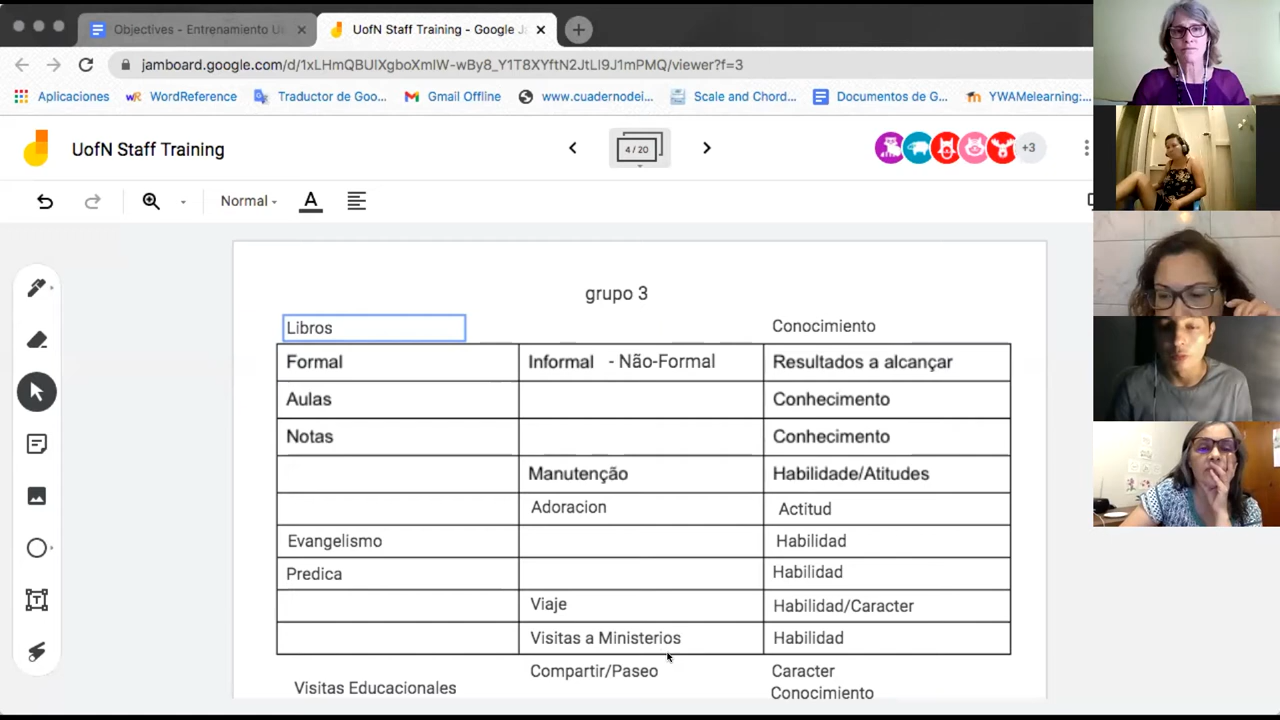 Objectives - Entrenamiento U
UofN Staff Training - Google J
jamboard.google.com/d/1xLHmQBUIXgboXmIW-wBy8_Y1T8XYftN2JtLI9J1mPMQ/viewer?f=3
Aplicaciones WordReference Traductor de Goo... Gmail Offline www.cuadernodei... Scale and Chord... Documentos de G... YWAMelearning:...
UofN Staff Training
4 / 20
+3
Normal
grupo 3
Libros Conocimiento
Formal Informal - Não-Formal Resultados a alcançar
Aulas Conhecimento
Notas Conhecimento
Manutenção Habilidade/Atitudes
Adoracion Actitud
Evangelismo Habilidad
Predica Habilidad
Viaje Habilidad/Caracter
Visitas a Ministerios Habilidad
Compartir/Paseo Caracter
Visitas Educacionales Conocimiento